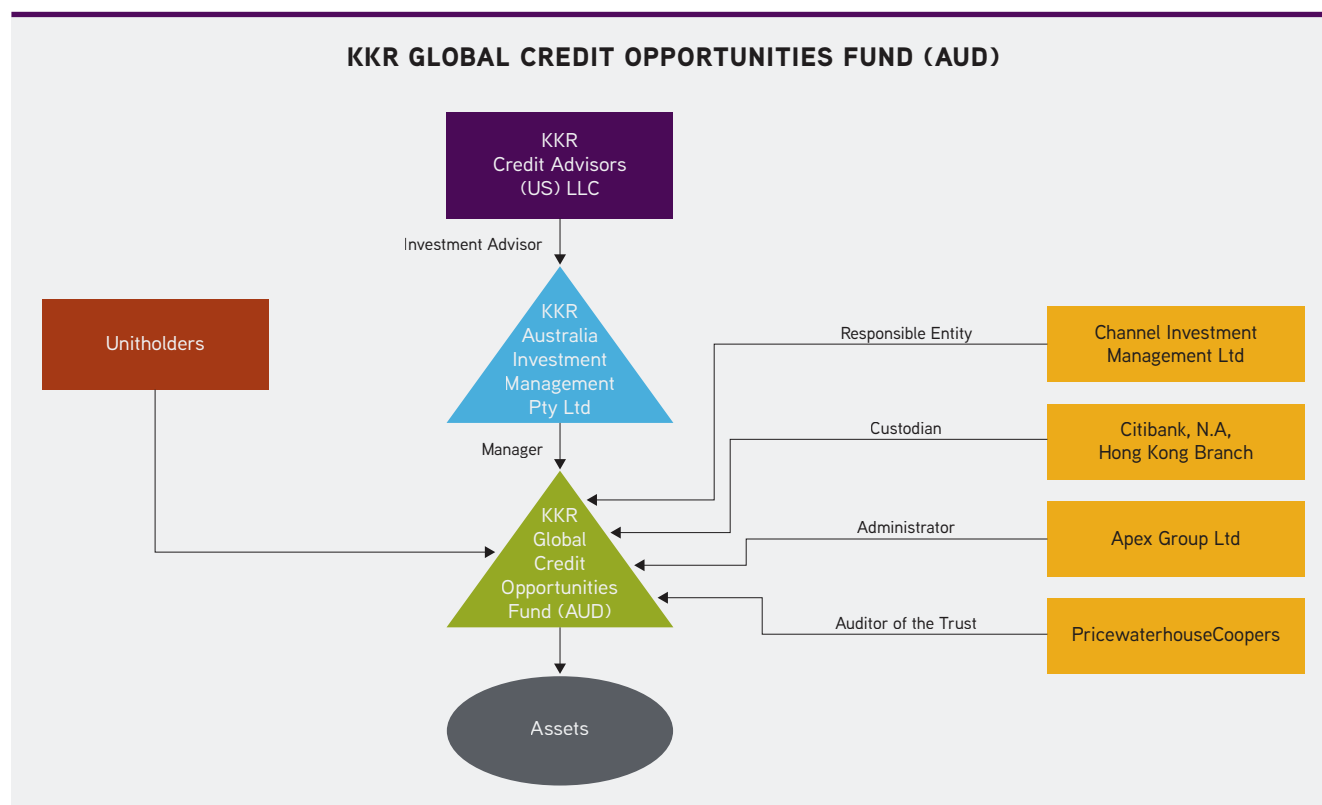 KKR GLOBAL CREDIT OPPORTUNITIES FUND (AUD)
KKR
Credit Advisors
(US) LLC
Investment Advisor
KKR
Australia
Investment
Management
Pty Ltd
Unitholders
Manager
KKR
Global
Credit
Opportunities
Fund (AUD)
Assets
Responsible Entity
Channel Investment
Management Ltd
Custodian
Citibank, N.A,
Hong Kong Branch
Administrator
Apex Group Ltd
Auditor of the Trust
PricewaterhouseCoopers